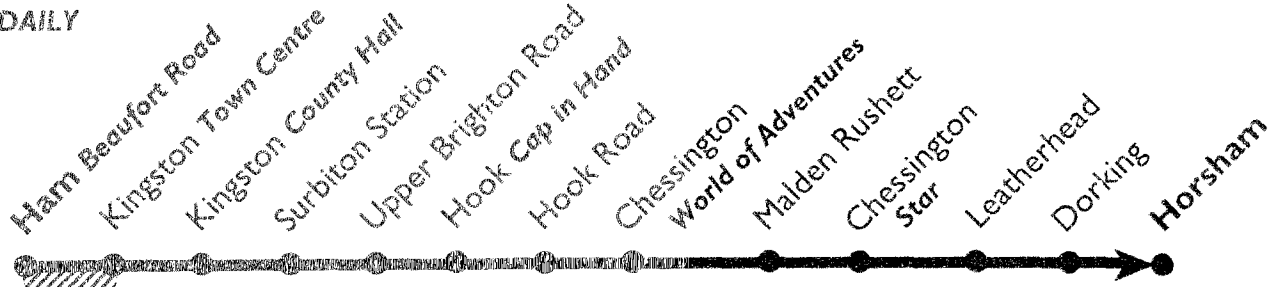 DAILY
Ham Beaufort Road
Kingston Town Centre
Kingston County Hall
Surbiton Station
Upper Brighton Road
Hook Cap in Hand
Hook Road
Chessington
World of Adventures
Malden Rushett
Chessington
Star
Leatherhead
Dorking
Horsham